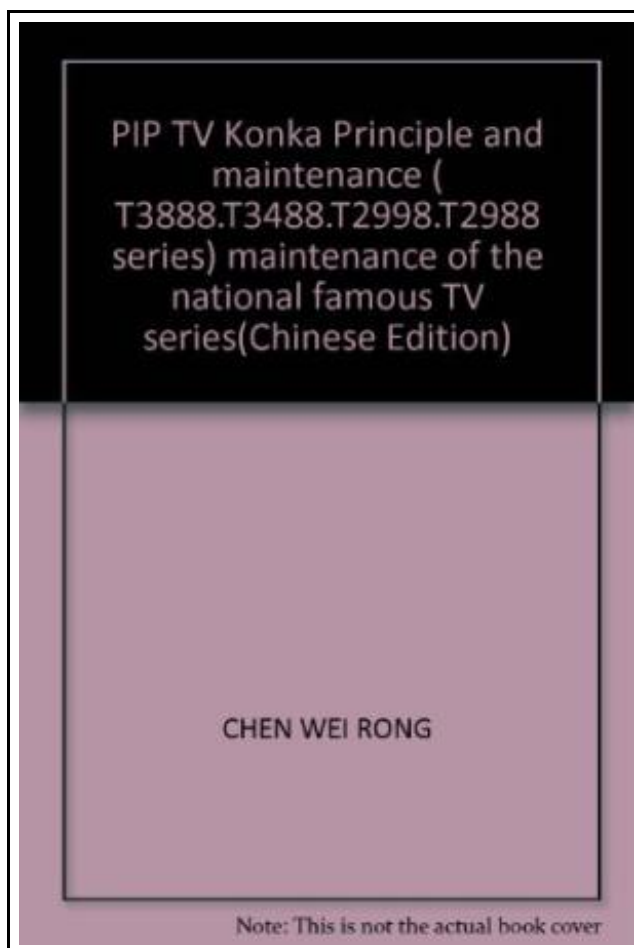 PIP TV Konka Principle and
maintenance (
T3888.T3488.T2998.T2988
series) maintenance of the
national famous TV
series(Chinese Edition)
CHEN WEI RONG
Note: This is not the actual book cover